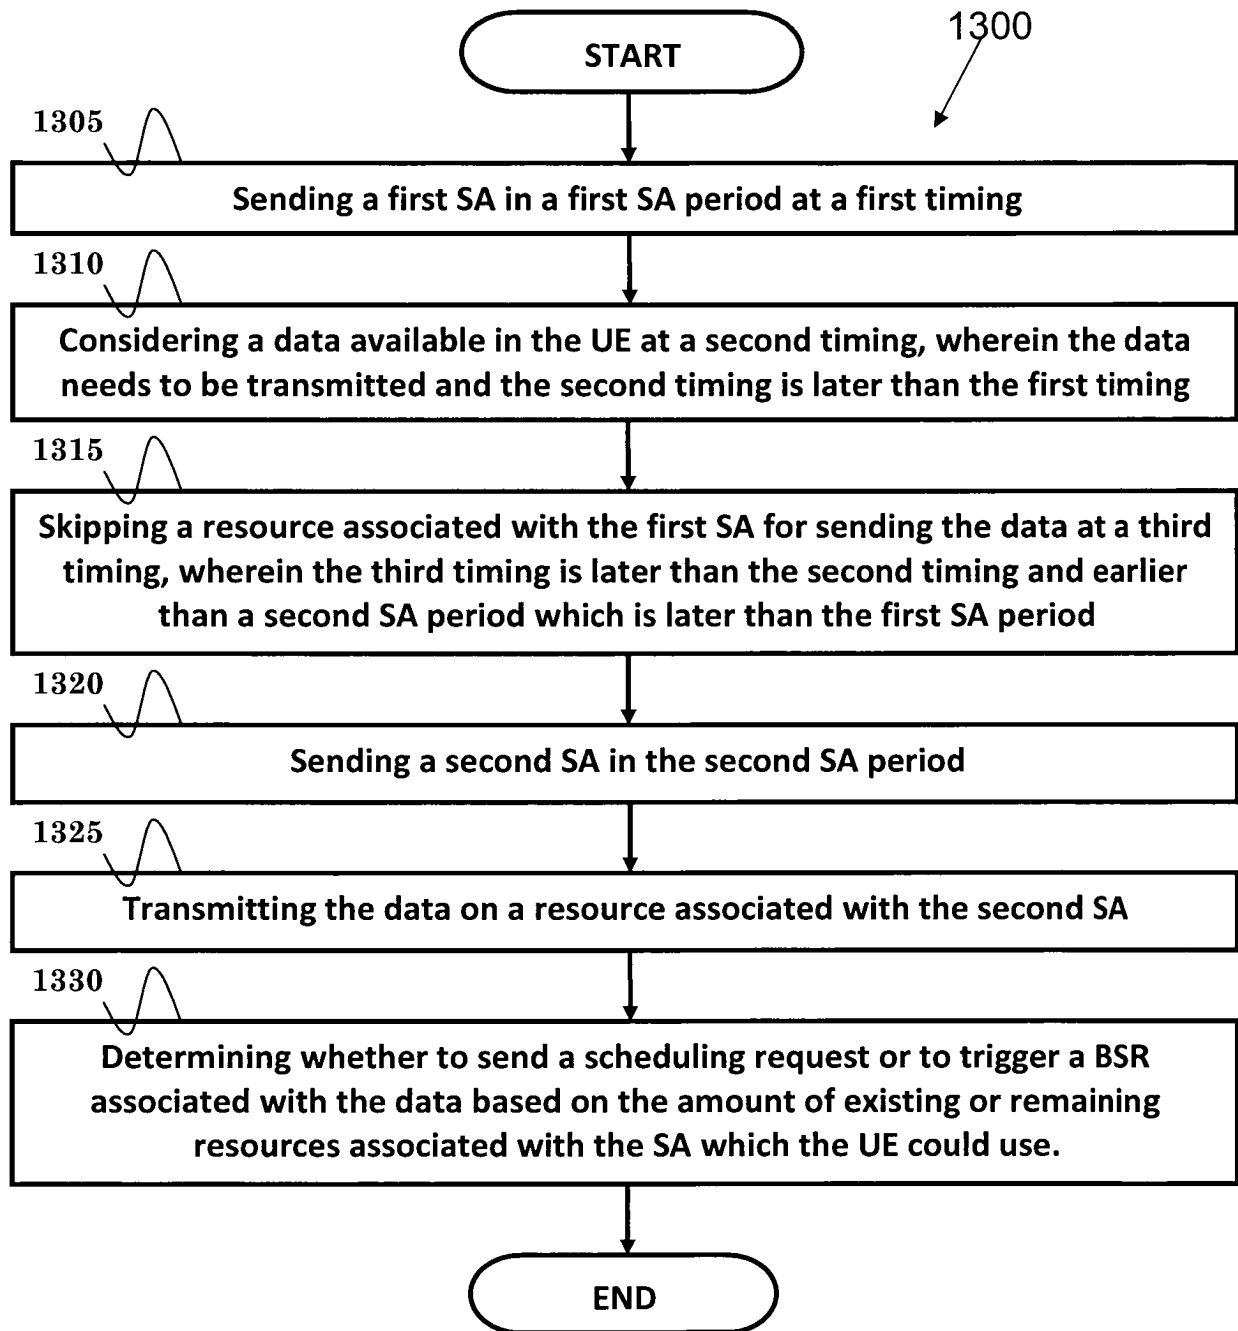 START
1300
1305
Sending a first SA in a first SA period at a first timing
1310
Considering a data available in the UE at a second timing, wherein the data
needs to be transmitted and the second timing is later than the first timing
1315
Skipping a resource associated with the first SA for sending the data at a third
timing, wherein the third timing is later than the second timing and earlier
than a second SA period which is later than the first SA period
1320
Sending a second SA in the second SA period
1325
Transmitting the data on a resource associated with the second SA
1330
Determining whether to send a scheduling request or to trigger a BSR
associated with the data based on the amount of existing or remaining
resources associated with the SA which the UE could use.
END